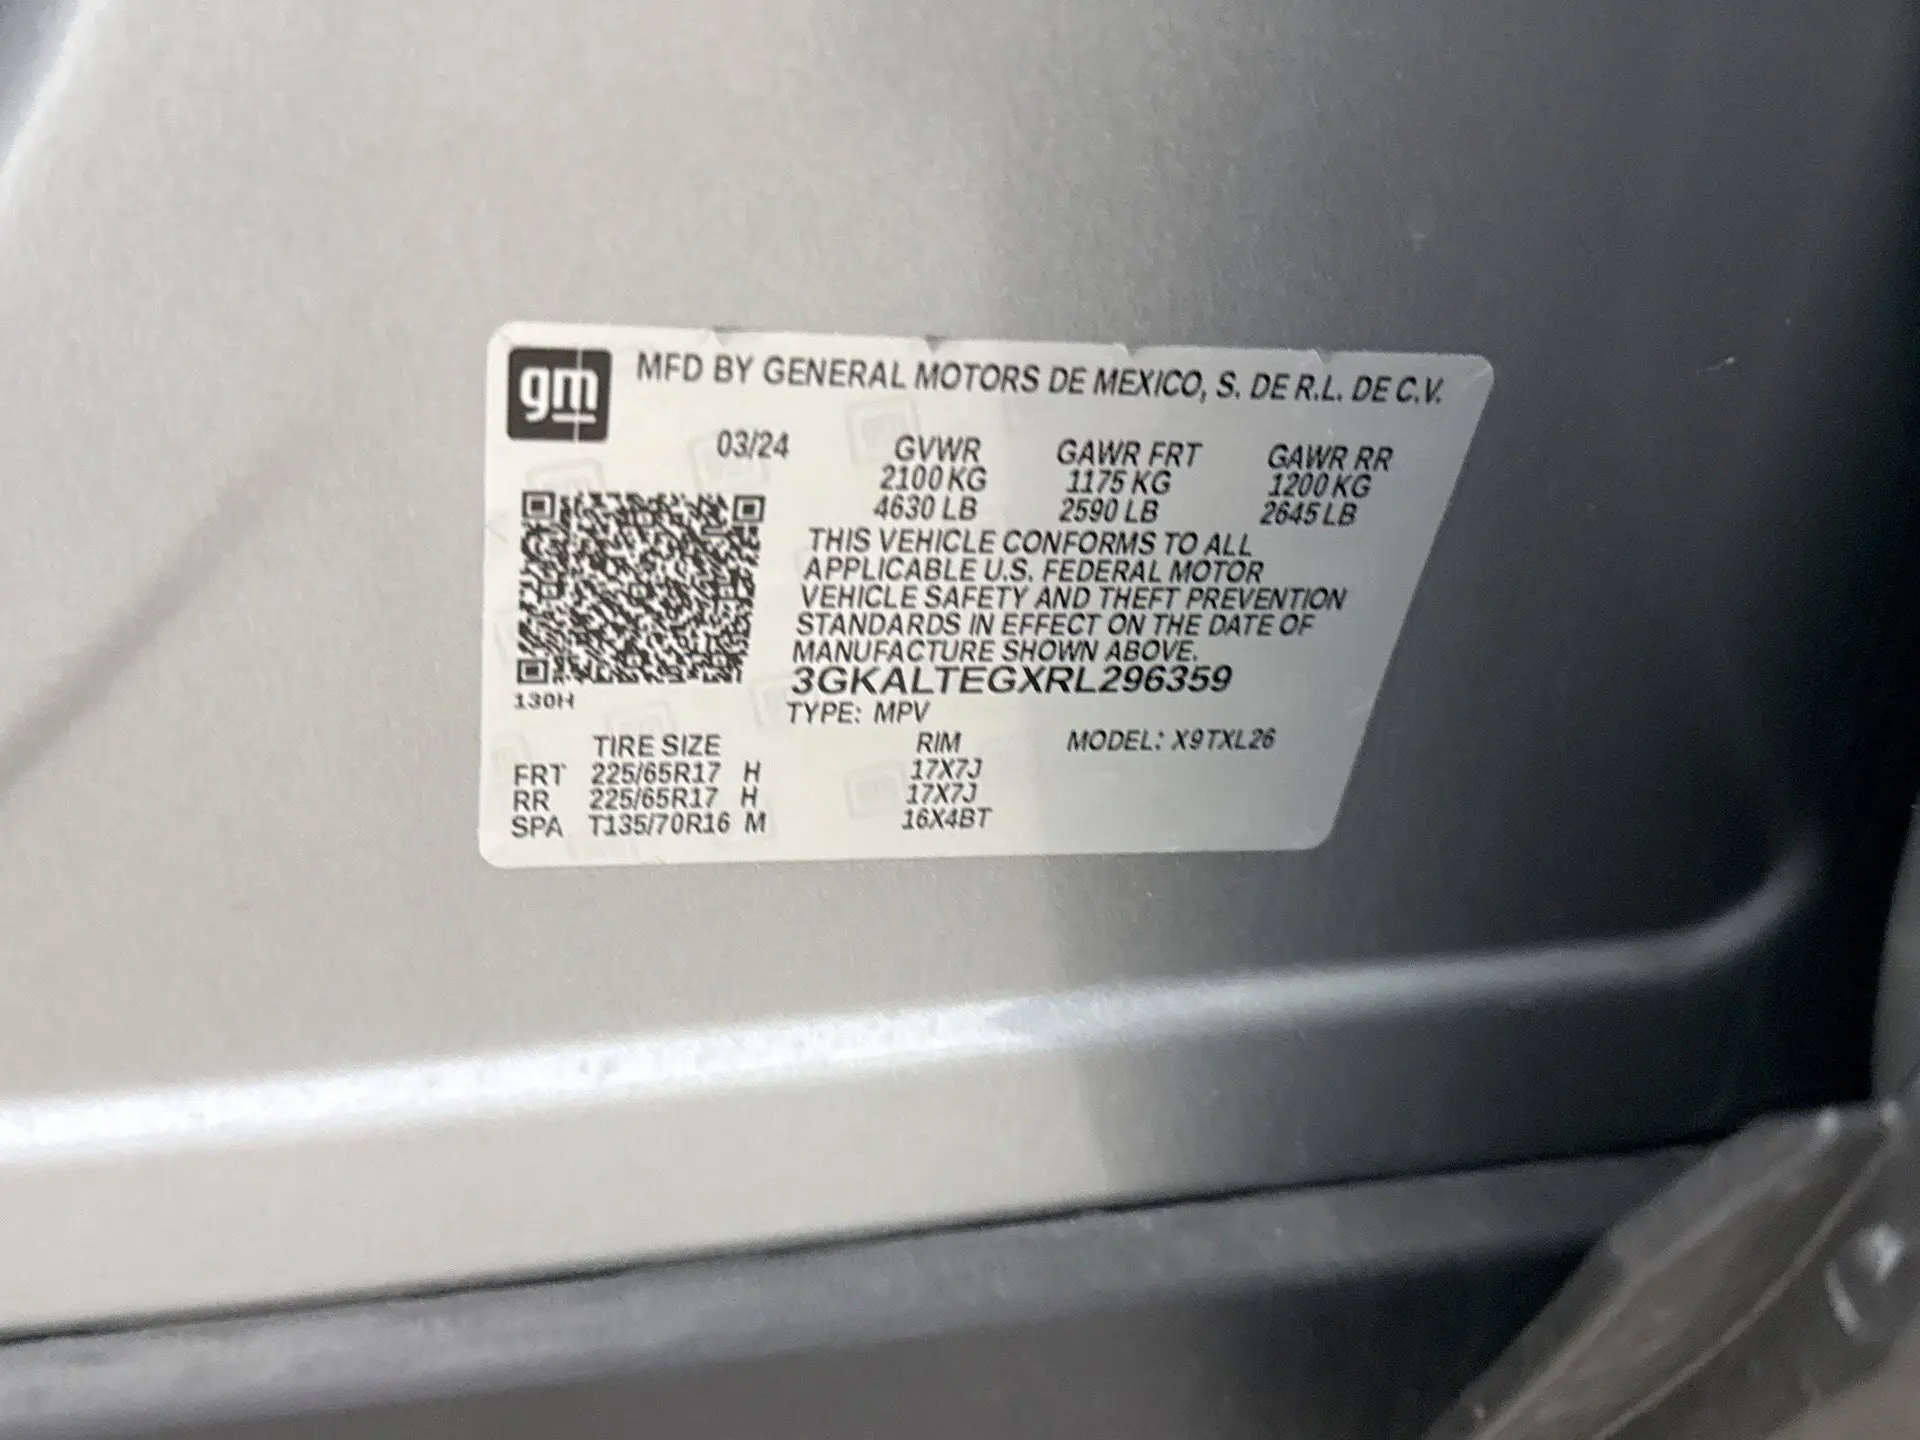 gm
MFD BY GENERAL MOTORS DE MEXICO, S. DE R.L. DE C.V.
03/24 GVWR GAWR FRT GAWR RR
2100 KG 1175 KG 1200 KG
4630 LB 2590 LB 2645 LB
THIS VEHICLE CONFORMS TO ALL
APPLICABLE U.S. FEDERAL MOTOR
VEHICLE SAFETY AND THEFT PREVENTION
STANDARDS IN EFFECT ON THE DATE OF
MANUFACTURE SHOWN ABOVE.
3GKALTEGXRL296359
130H
TYPE: MPV
TIRE SIZE RIM MODEL: X9TXL26
FRT 225/65R17 H 17X7J
RR 225/65R17 H 17X7J
SPA T135/70R16 M 16X4BT